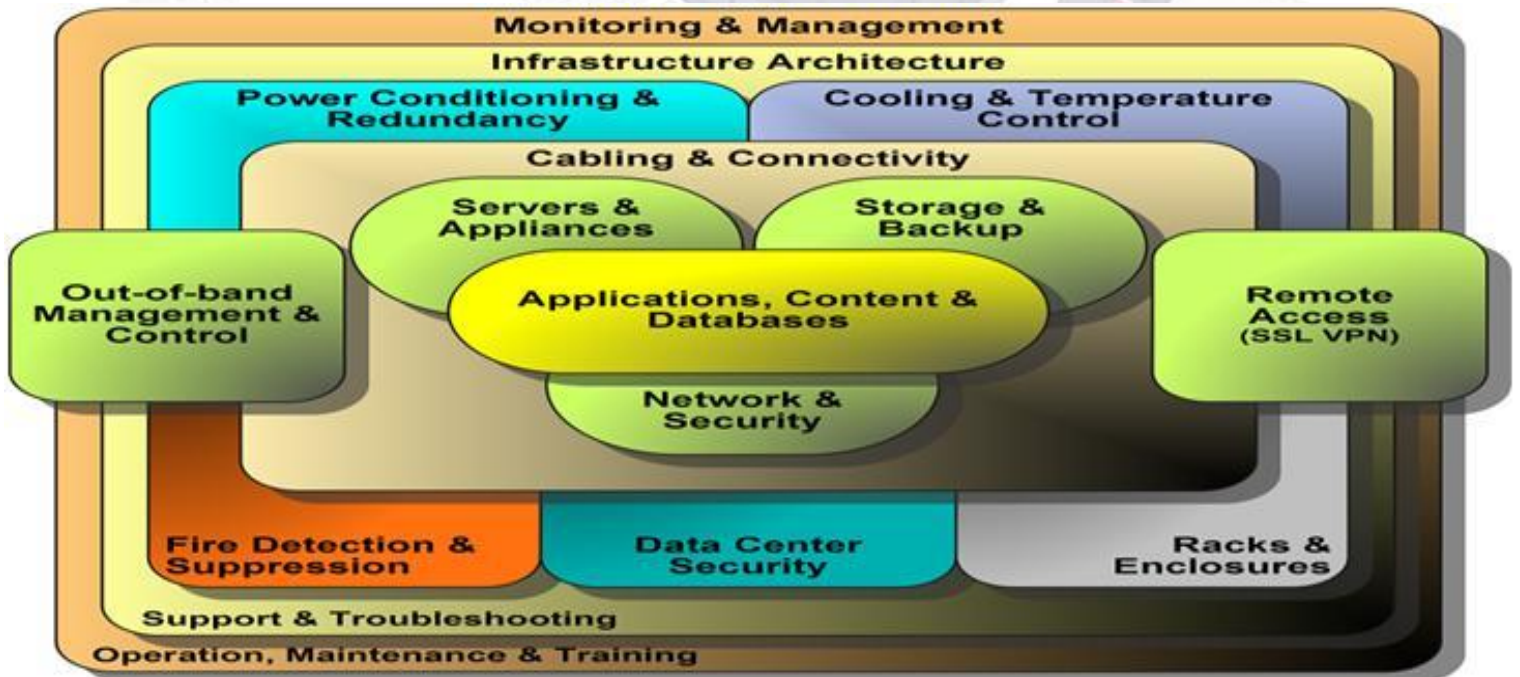 Monitoring & Management
Infrastructure Architecture
Power Conditioning &
Redundancy
Cooling & Temperature
Control
Cabling & Connectivity
Servers &
Appliances
Storage &
Backup
Out-of-band
Management &
Control
Applications, Content &
Databases
Remote
Access
(SSL VPN)
Network &
Security
Fire Detection &
Suppression
Data Center
Security
Racks &
Enclosures
Support & Troubleshooting
Operation, Maintenance & Training